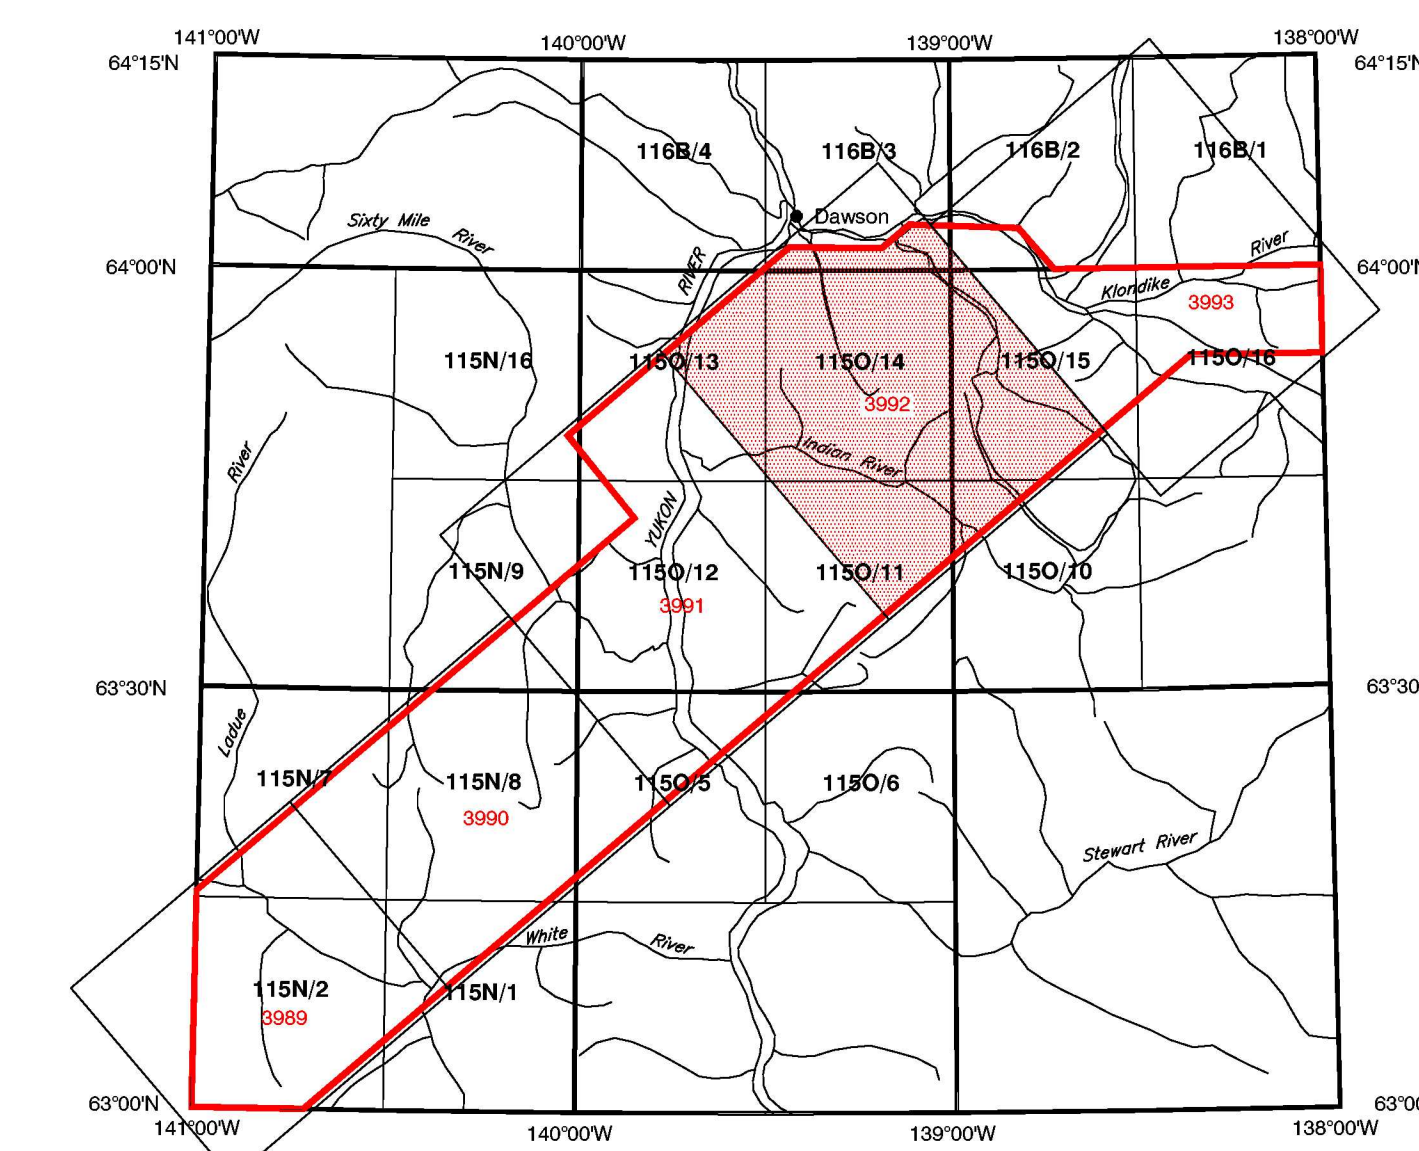 141°00'W 140°00'W 139°00'W 138°00'W
64°15'N 64°15'N
116B/4 116B/3 116B/2 116B/1
Dawson
Sixty Mile River
River
64°00'N 64°00'N
RIVER
Klondike
3993
115N/16 115O/13 115O/14 115O/15 115O/16
3992
River
Indian River
YUKON
115N/9 115O/12 115O/11 115O/10
3991
63°30'N 63°30
Ladue
115N/7 115N/8 115O/5 115O/6
3990
Stewart River
White River
115N/2 115N/1
3989
63°00'N 63°00
141°00'W 140°00'W 139°00'W 138°00'W